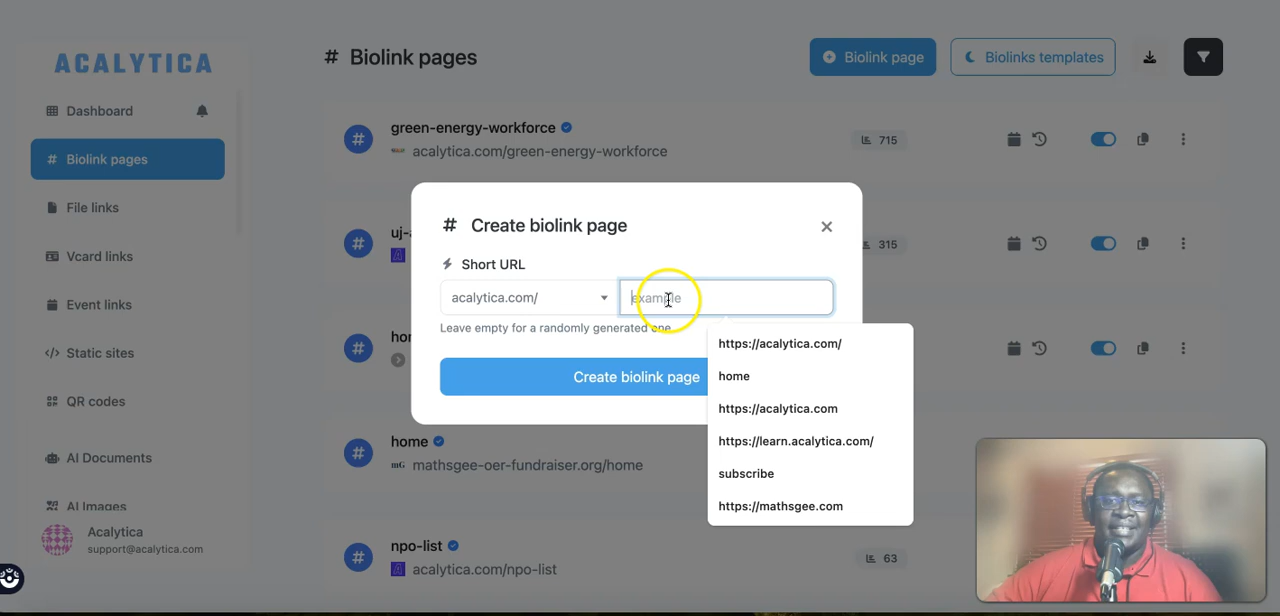 ACALYTICA
Dashboard
Biolink pages
File links
Vcard links
Event links
Static sites
QR codes
AI Documents
AI Images
Acalytica
support@acalytica.com
# Biolink pages
Biolink page
Biolinks templates
green-energy-workforce
acalytica.com/green-energy-workforce
715
uj-
315
home
mathsgee-oer-fundraiser.org/home
npo-list
acalytica.com/npo-list
63
# Create biolink page
Short URL
acalytica.com/
example
Leave empty for a randomly generated one
Create biolink page
https://acalytica.com/
home
https://acalytica.com
https://learn.acalytica.com/
subscribe
https://mathsgee.com